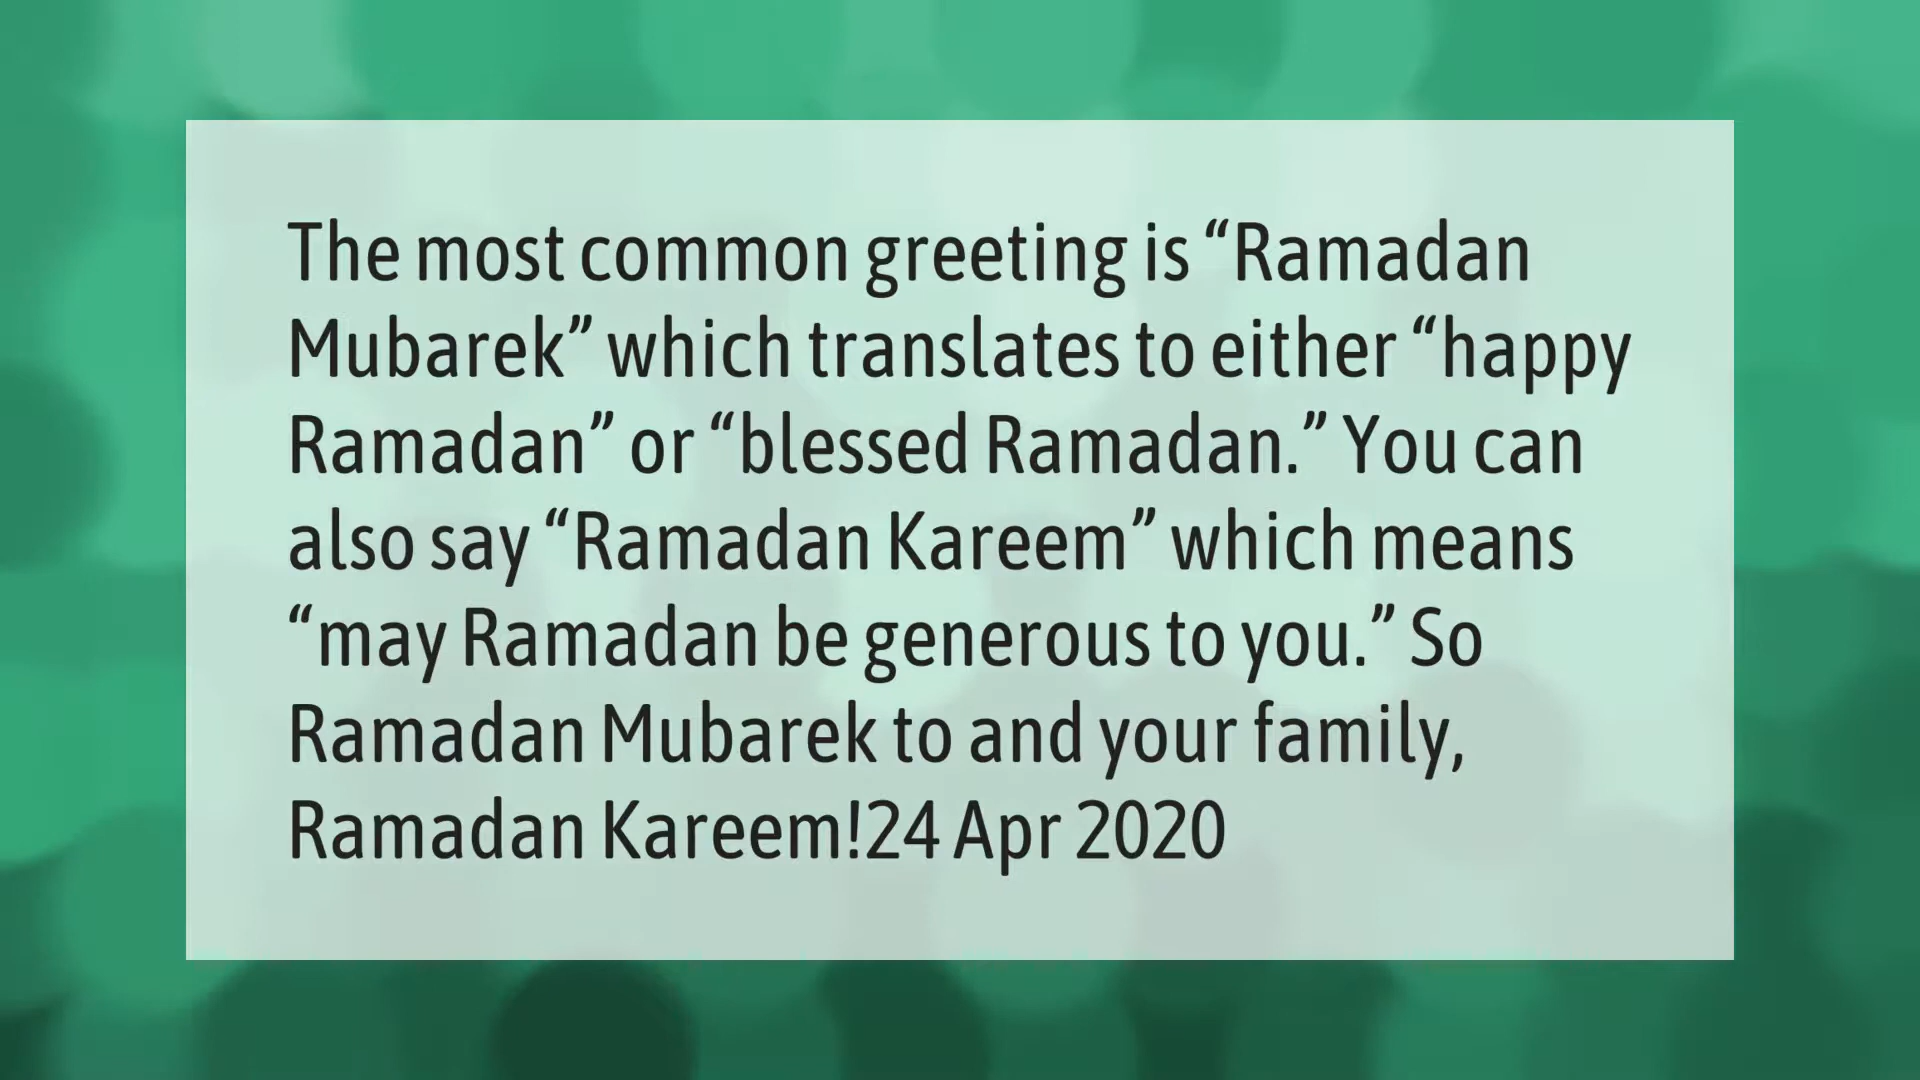 The most common greeting is “Ramadan
Mubarek” which translates to either “happy
Ramadan” or “blessed Ramadan.” You can
also say “Ramadan Kareem” which means
“may Ramadan be generous to you.” So
Ramadan Mubarek to and your family,
Ramadan Kareem!24 Apr 2020